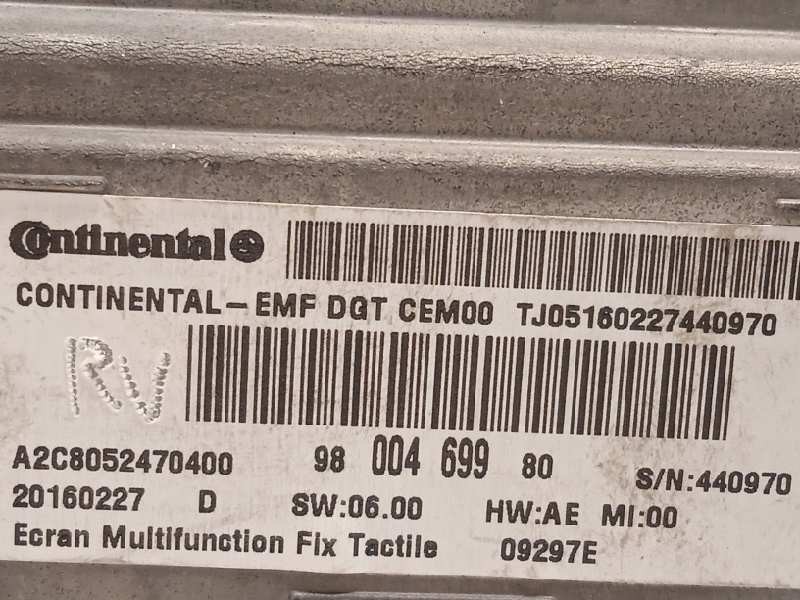 Continental
CONTINENTAL-EMF DGT CEM00 TJ05160227440970
RW
A2C8052470400 98 004 699 80 S/N:440970
20160227 D SW:06.00 HW:AE MI:00
Ecran Multifunction Fix Tactile 09297E